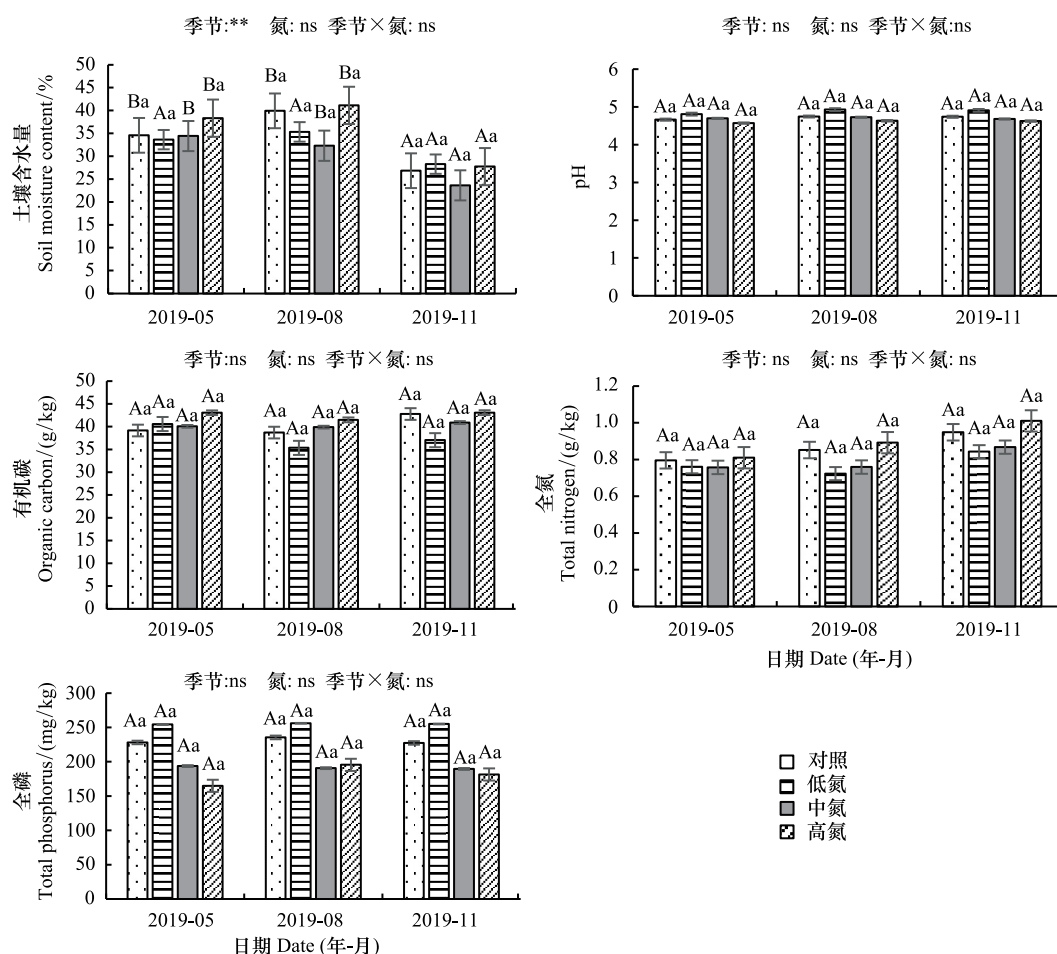 季节:** 氮: ns 季节×氮: ns
土壤含水量
Soil moisture content/%
50
45
40
35
30
25
20
15
10
5
0
Ba Aa B Ba Ba Aa Ba Ba Aa Aa Aa Aa
2019-05 2019-08 2019-11
季节: ns 氮: ns 季节×氮:ns
pH
6
5
4
3
2
1
0
Aa Aa Aa Aa Aa Aa Aa Aa Aa Aa Aa Aa
2019-05 2019-08 2019-11
季节:ns 氮: ns 季节×氮: ns
有机碳
Organic carbon/(g/kg)
50
45
40
35
30
25
20
15
10
5
0
Aa Aa Aa Aa Aa Aa Aa Aa Aa Aa Aa Aa
2019-05 2019-08 2019-11
季节: ns 氮: ns 季节×氮: ns
全氮
Total nitrogen/(g/kg)
1.2
1.0
0.8
0.6
0.4
0.2
0
Aa Aa Aa Aa Aa Aa Aa Aa Aa Aa Aa Aa
2019-05 2019-08 2019-11
日期 Date (年-月)
季节:ns 氮: ns 季节×氮: ns
全磷
Total phosphorus/(mg/kg)
300
250
200
150
100
50
0
Aa Aa Aa Aa Aa Aa Aa Aa Aa Aa Aa Aa
2019-05 2019-08 2019-11
日期 Date (年-月)
对照
低氮
中氮
高氮